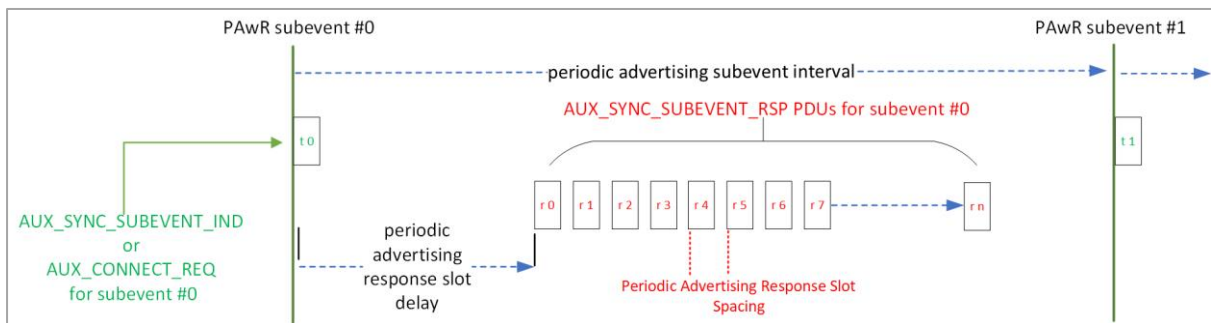 PAwR subevent #0
PAwR subevent #1
periodic advertising subevent interval
AUX_SYNC_SUBEVENT_RSP PDUs for subevent #0
t 0
t 1
r 0
r 1
r 2
r 3
r 4
r 5
r 6
r 7
r n
AUX_SYNC_SUBEVENT_IND
or
AUX_CONNECT_REQ
for subevent #0
periodic
advertising
response slot
delay
Periodic Advertising Response Slot
Spacing